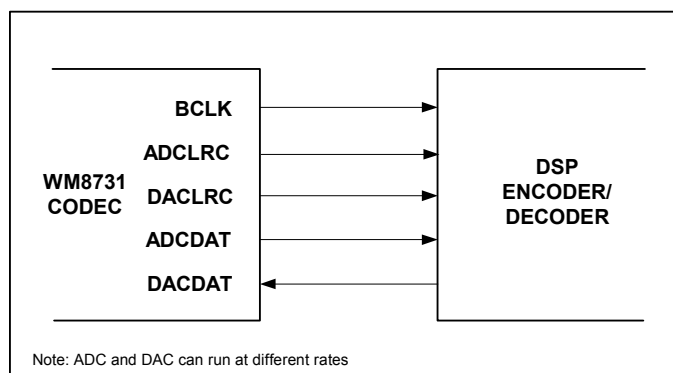 BCLK
ADCLRC
WM8731
CODEC
DACLRC
ADCDAT
DACDAT
DSP
ENCODER/
DECODER
Note: ADC and DAC can run at different rates